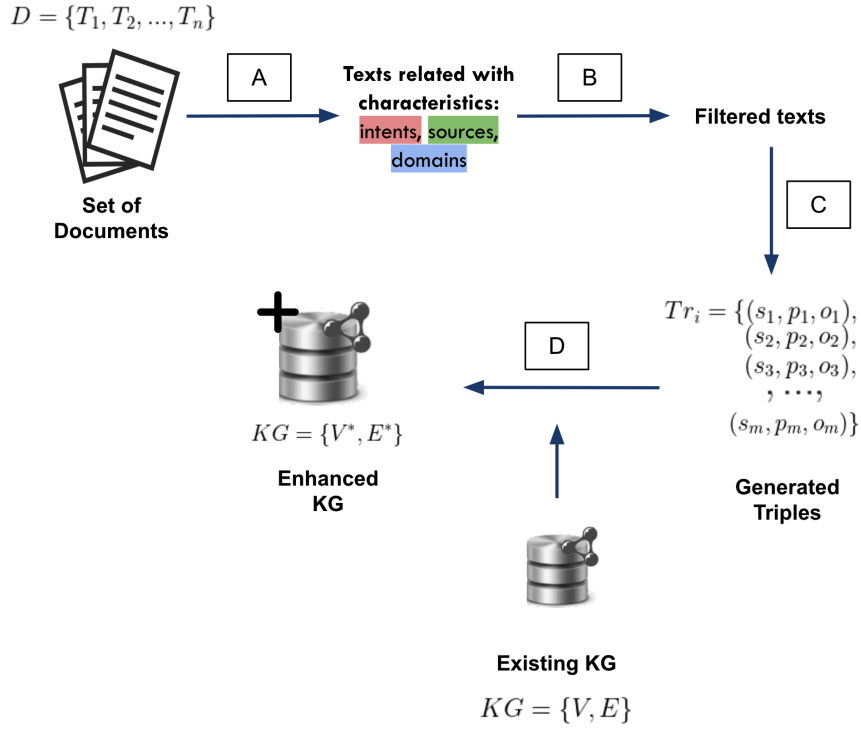 D = {T₁, T₂, ..., Tₙ}
A
B
Texts related with
characteristics:
intents, sources,
domains
Filtered texts
Set of
Documents
C
Trᵢ = {(s₁, p₁, o₁),
(s₂, p₂, o₂),
(s₃, p₃, o₃),
, ...,
(sₘ, pₘ, oₘ)}
D
KG = {V*, E*}
Enhanced
KG
Generated
Triples
Existing KG
KG = {V, E}